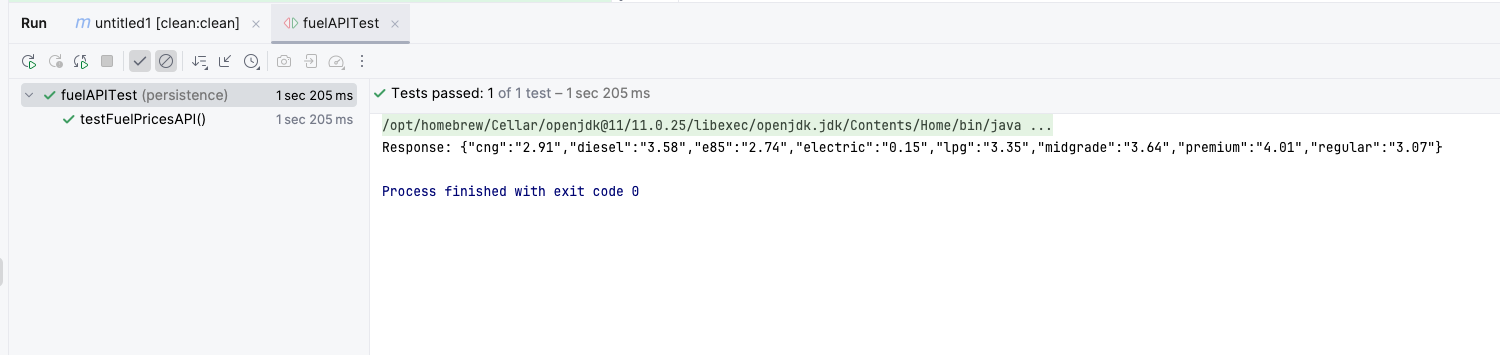 Run untitled1 [clean:clean] fuelAPITest
fuelAPITest (persistence) 1 sec 205 ms
testFuelPricesAPI() 1 sec 205 ms
Tests passed: 1 of 1 test – 1 sec 205 ms
/opt/homebrew/Cellar/openjdk@11/11.0.25/libexec/openjdk.jdk/Contents/Home/bin/java ...
Response: {"cng":"2.91","diesel":"3.58","e85":"2.74","electric":"0.15","lpg":"3.35","midgrade":"3.64","premium":"4.01","regular":"3.07"}
Process finished with exit code 0